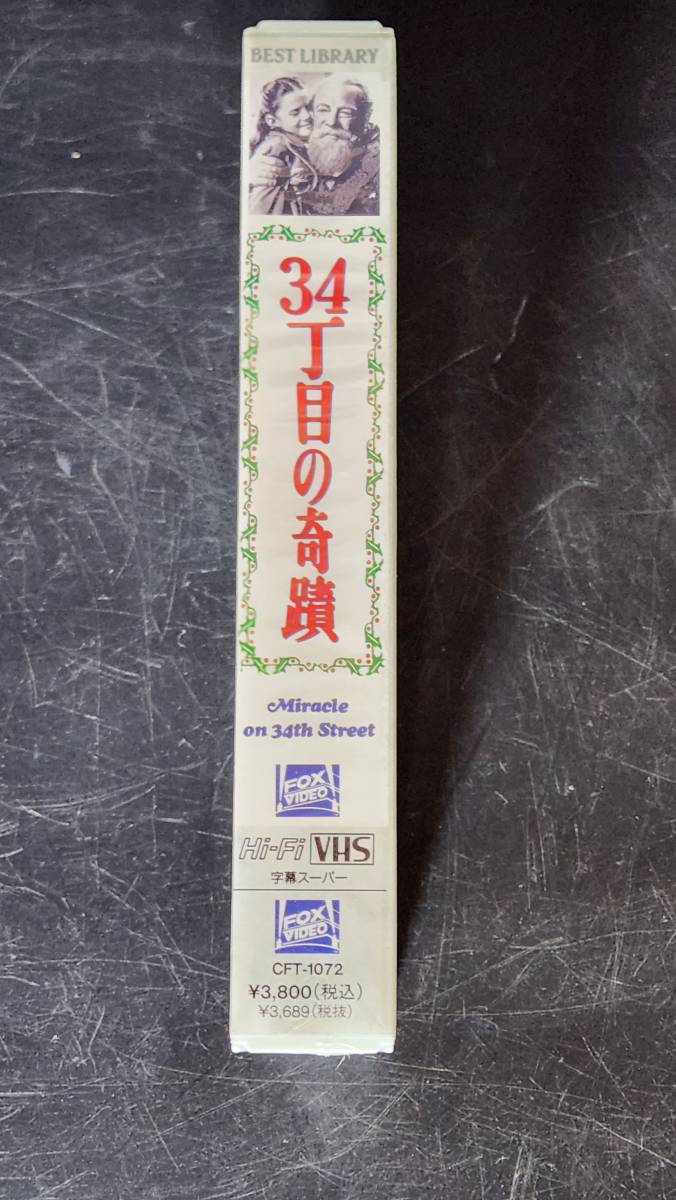 BEST LIBRARY
34丁目の奇蹟
Miracle
on 34th Street
FOX
VIDEO
Hi-Fi VHS
字幕スーパー
FOX
VIDEO
CFT-1072
¥3,800(税込)
¥3,689(税抜)